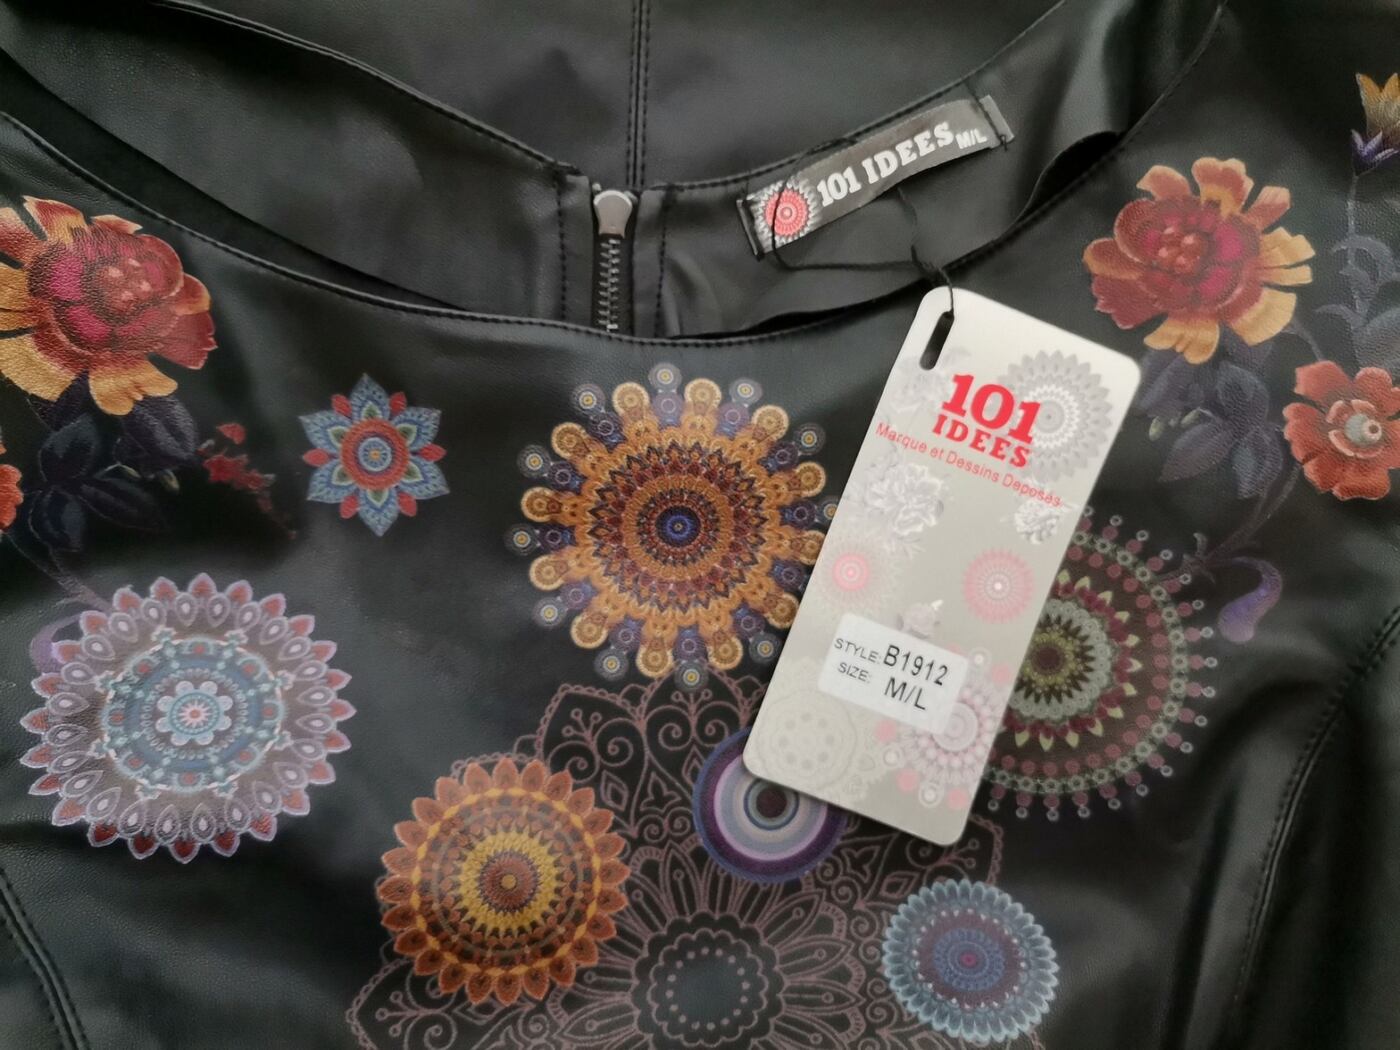 101 IDEES M/L
101
IDEES
Marque et Dessins Deposés
STYLE: B1912
SIZE: M/L